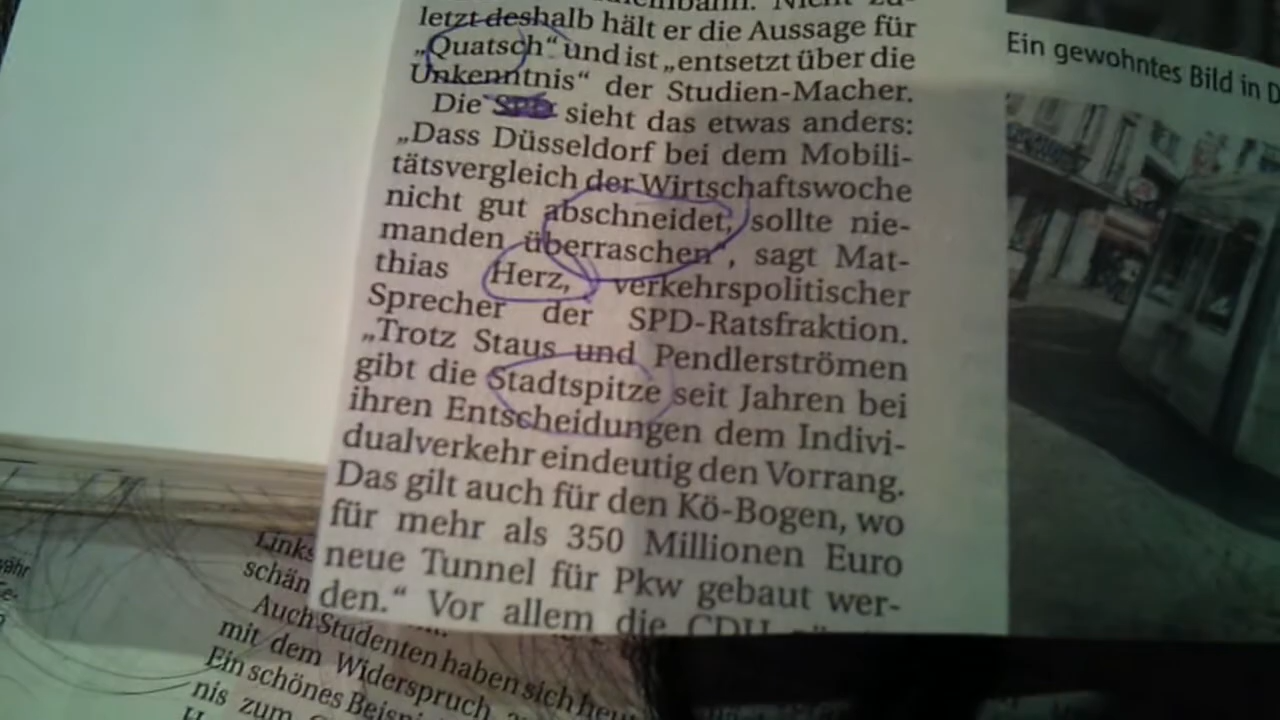 letzt deshalb hält er die Aussage für
„Quatsch“ und ist „entsetzt über die
Unkenntnis“ der Studien-Macher.
Die SPD sieht das etwas anders:
„Dass Düsseldorf bei dem Mobili-
tätsvergleich der Wirtschaftswoche
nicht gut abschneidet, sollte nie-
manden überraschen“, sagt Mat-
thias Herz, verkehrspolitischer
Sprecher der SPD-Ratsfraktion.
„Trotz Staus und Pendlerströmen
gibt die Stadtspitze seit Jahren bei
ihren Entscheidungen dem Indivi-
dualverkehr eindeutig den Vorrang.
Das gilt auch für den Kö-Bogen, wo
für mehr als 350 Millionen Euro
neue Tunnel für Pkw gebaut wer-
den.“ Vor allem die CDU
Ein gewohntes Bild in D
Links
schän
Auch Studenten haben sich heu
mit dem Widerspruch
Ein schönes Beispi
nis zum